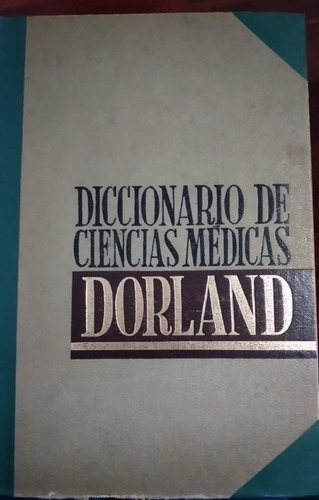 DICCIONARIO DE
CIENCIAS MÉDICAS
DORLAND